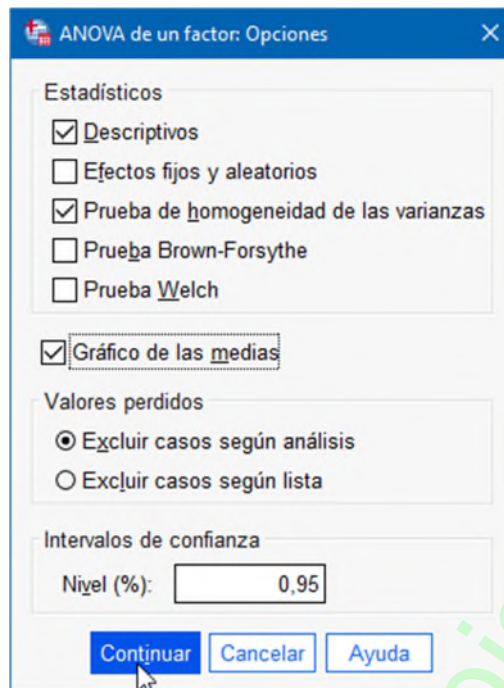 ANOVA de un factor: Opciones
Estadísticos
Descriptivos
Efectos fijos y aleatorios
Prueba de homogeneidad de las varianzas
Prueba Brown-Forsythe
Prueba Welch
Gráfico de las medias
Valores perdidos
Excluir casos según análisis
Excluir casos según lista
Intervalos de confianza
Nivel (%): 0,95
Continuar Cancelar Ayuda